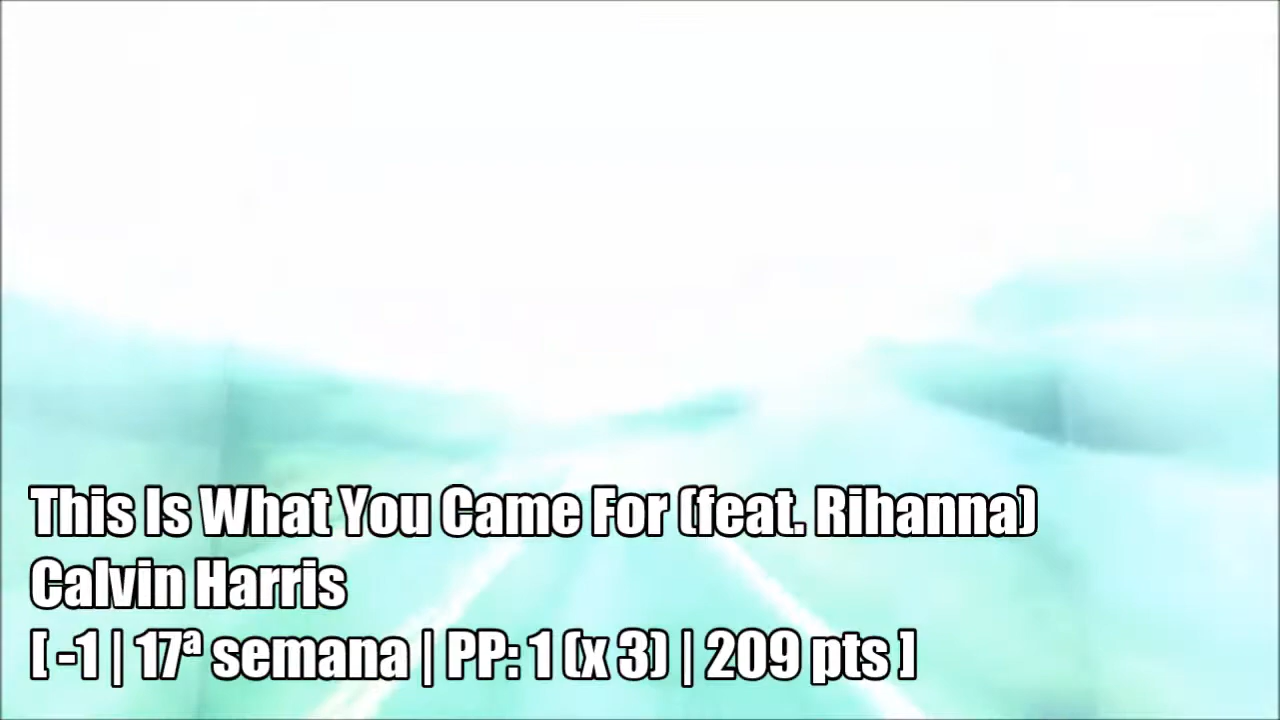 This Is What You Came For (feat. Rihanna)
Calvin Harris
[ -1 | 17ª semana | PP: 1 (x 3) | 209 pts ]